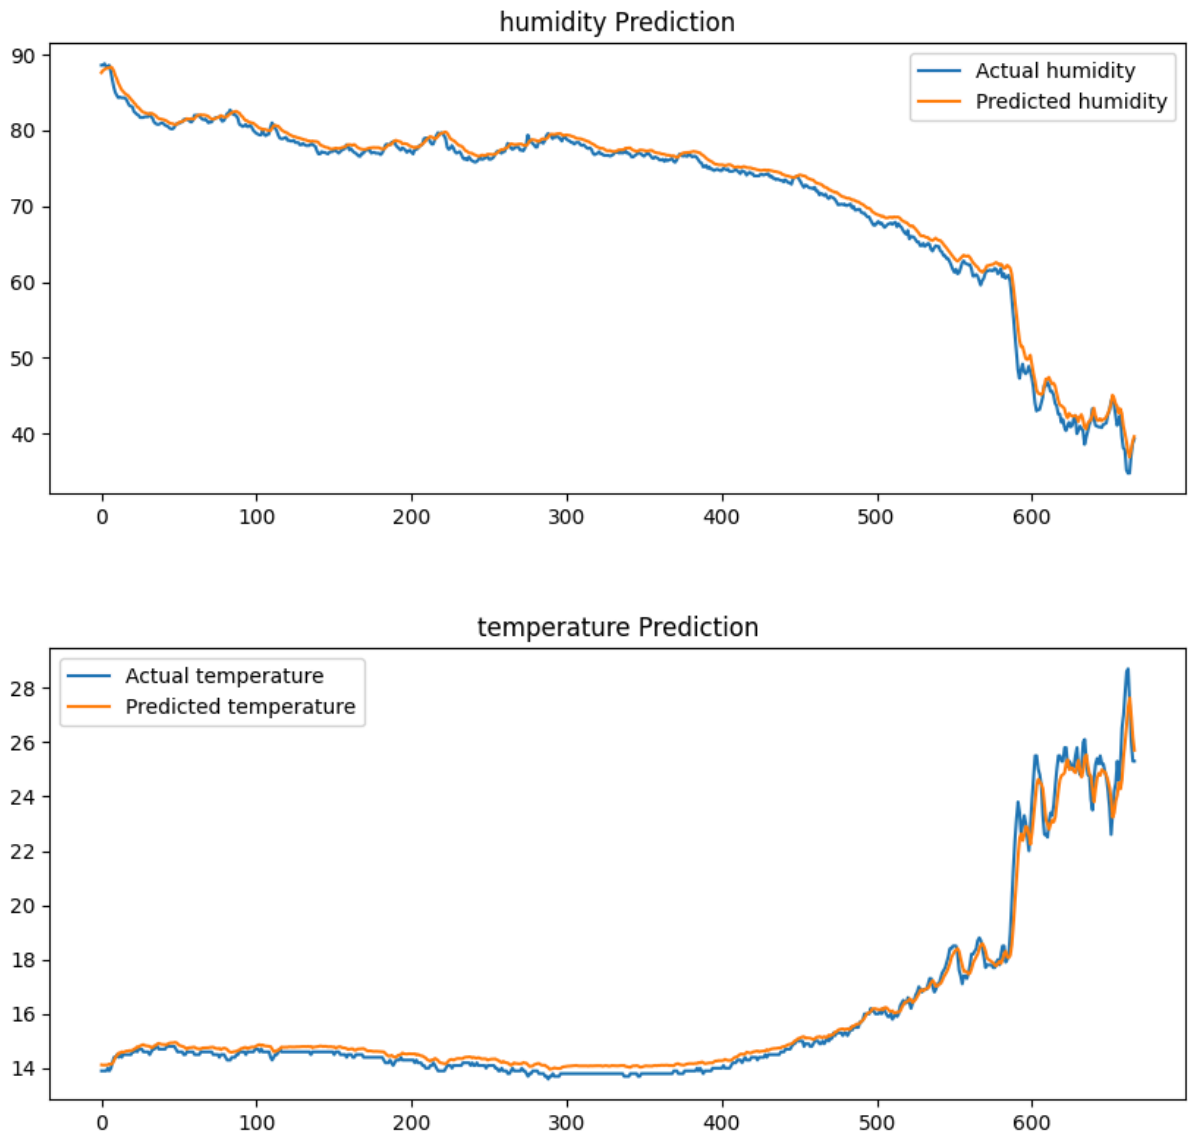 humidity Prediction
Actual humidity
Predicted humidity
90
80
70
60
50
40
0 100 200 300 400 500 600
temperature Prediction
Actual temperature
Predicted temperature
28
26
24
22
20
18
16
14
0 100 200 300 400 500 600